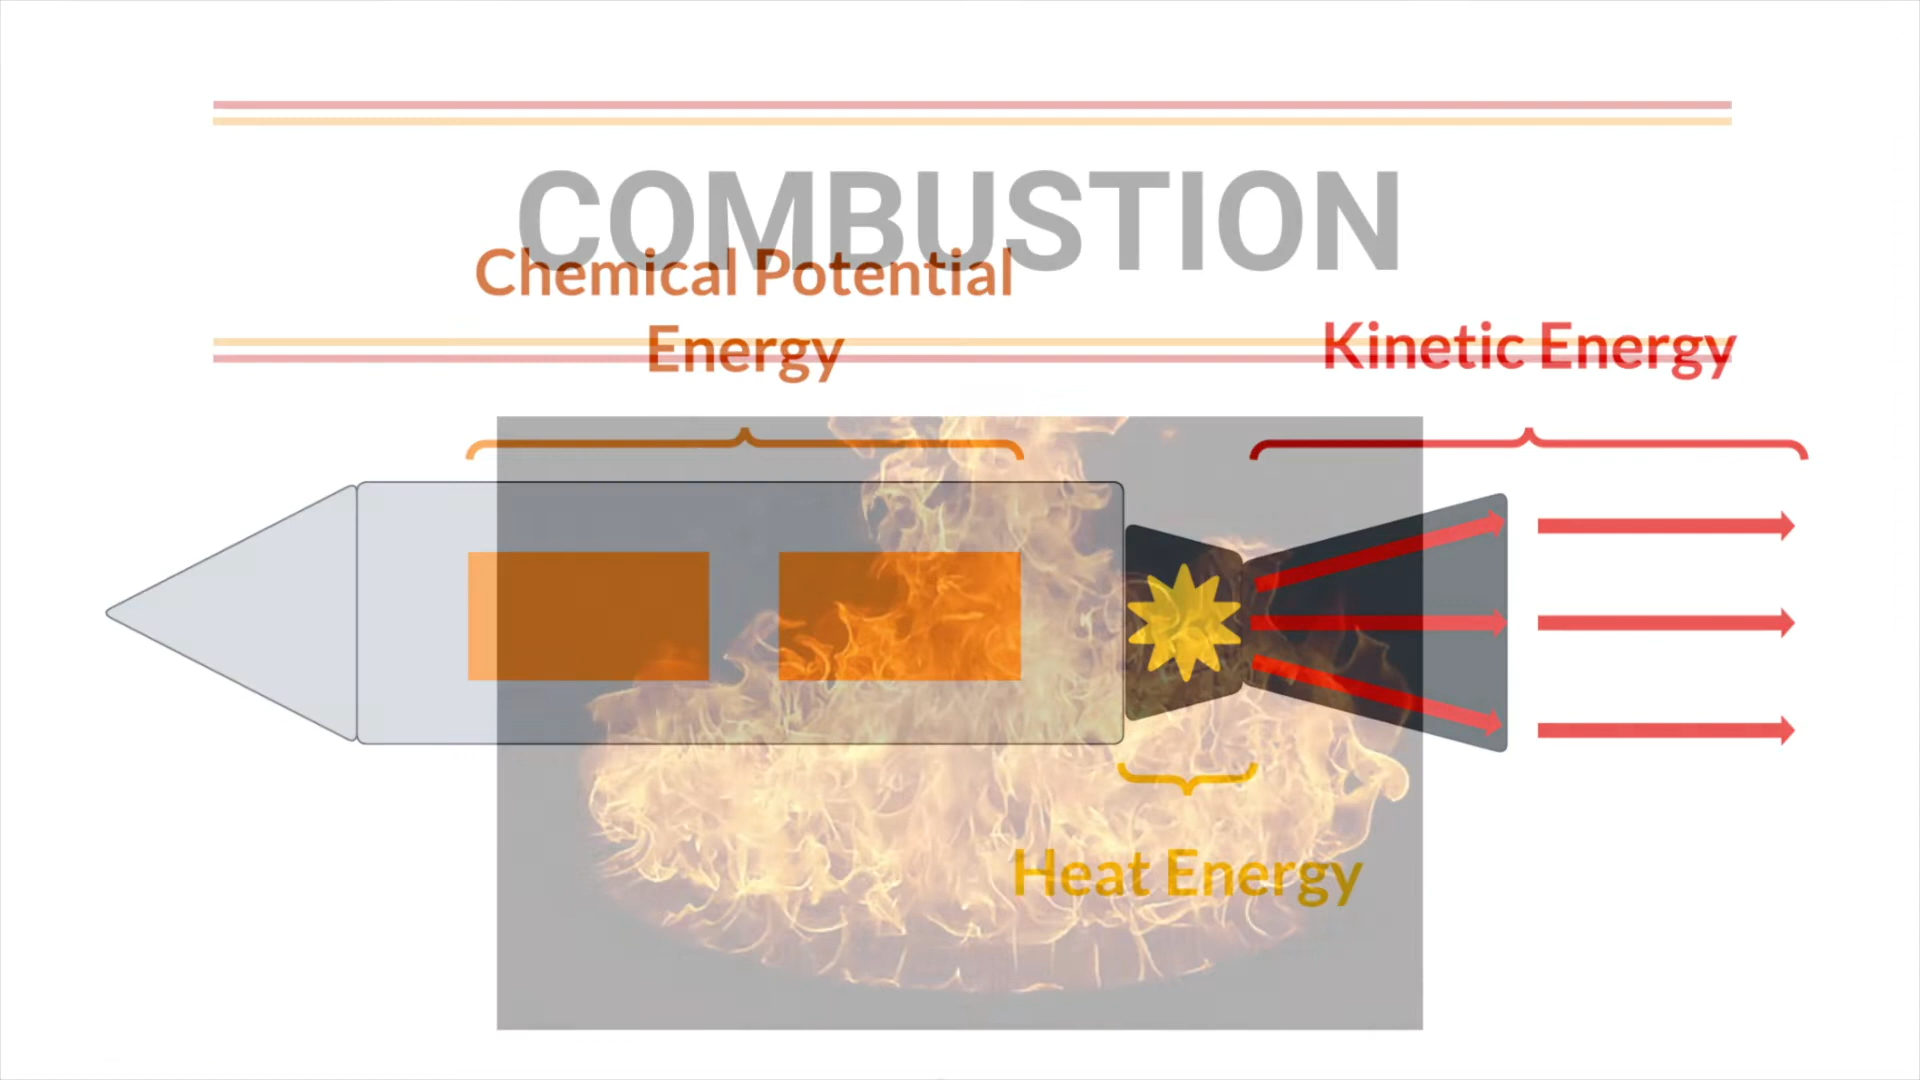 COMBUSTION
Chemical Potential
Energy
Kinetic Energy
Heat Energy